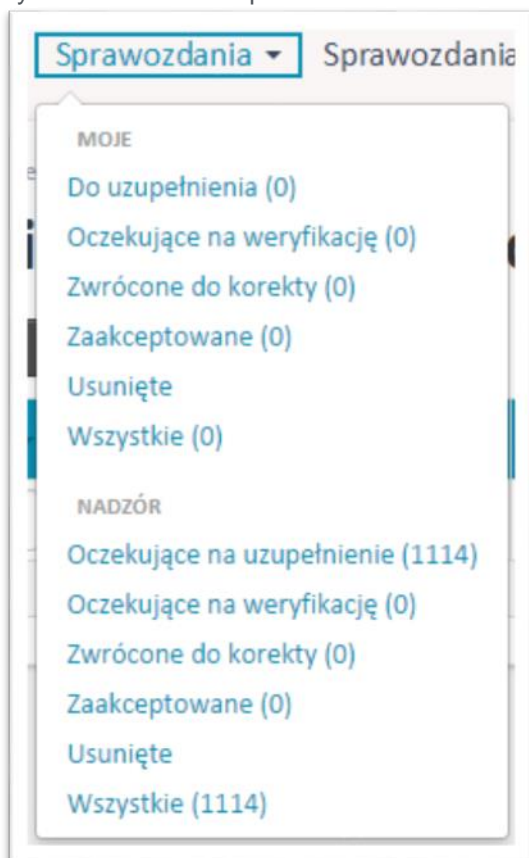 Sprawozdania Sprawozdania
MOJE
Do uzupełnienia (0)
Oczekujące na weryfikację (0)
Zwrócone do korekty (0)
Zaakceptowane (0)
Usunięte
Wszystkie (0)
NADZÓR
Oczekujące na uzupełnienie (1114)
Oczekujące na weryfikację (0)
Zwrócone do korekty (0)
Zaakceptowane (0)
Usunięte
Wszystkie (1114)